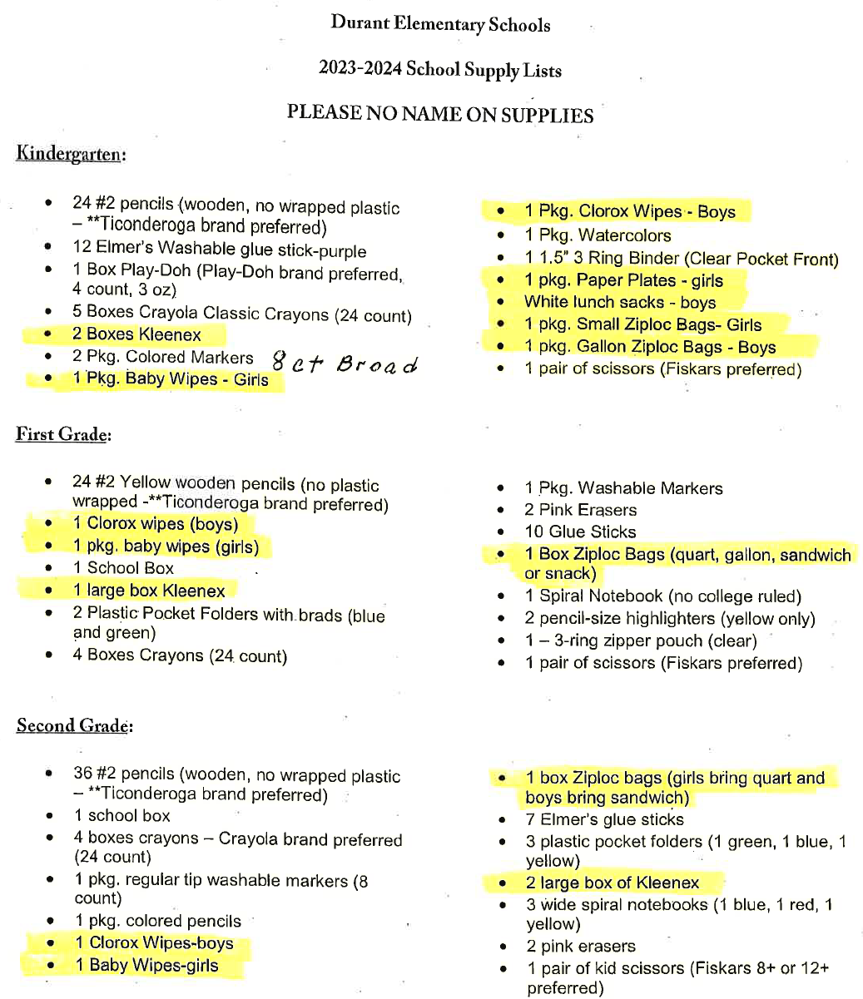 Durant Elementary Schools
2023-2024 School Supply Lists
PLEASE NO NAME ON SUPPLIES
Kindergarten:
• 24 #2 pencils (wooden, no wrapped plastic
– **Ticonderoga brand preferred)
• 12 Elmer's Washable glue stick-purple
• 1 Box Play-Doh (Play-Doh brand preferred,
4 count, 3 oz)
• 5 Boxes Crayola Classic Crayons (24 count)
• 2 Boxes Kleenex
• 2 Pkg. Colored Markers 8ct Broad
• 1 Pkg. Baby Wipes - Girls
• 1 Pkg. Clorox Wipes - Boys
• 1 Pkg. Watercolors
• 1 1.5" 3 Ring Binder (Clear Pocket Front)
• 1 pkg. Paper Plates - girls
• White lunch sacks - boys
• 1 pkg. Small Ziploc Bags- Girls
• 1 pkg. Gallon Ziploc Bags - Boys
• 1 pair of scissors (Fiskars preferred)
First Grade:
• 24 #2 Yellow wooden pencils (no plastic
wrapped -**Ticonderoga brand preferred)
• 1 Clorox wipes (boys)
• 1 pkg. baby wipes (girls)
• 1 School Box
• 1 large box Kleenex
• 2 Plastic Pocket Folders with brads (blue
and green)
• 4 Boxes Crayons (24 count)
• 1 Pkg. Washable Markers
• 2 Pink Erasers
• 10 Glue Sticks
• 1 Box Ziploc Bags (quart, gallon, sandwich
or snack)
• 1 Spiral Notebook (no college ruled)
• 2 pencil-size highlighters (yellow only)
• 1 – 3-ring zipper pouch (clear)
• 1 pair of scissors (Fiskars preferred)
Second Grade:
• 36 #2 pencils (wooden, no wrapped plastic
– **Ticonderoga brand preferred)
• 1 school box
• 4 boxes crayons – Crayola brand preferred
(24 count)
• 1 pkg. regular tip washable markers (8
count)
• 1 pkg. colored pencils
• 1 Clorox Wipes-boys
• 1 Baby Wipes-girls
• 1 box Ziploc bags (girls bring quart and
boys bring sandwich)
• 7 Elmer's glue sticks
• 3 plastic pocket folders (1 green, 1 blue, 1
yellow)
• 2 large box of Kleenex
• 3 wide spiral notebooks (1 blue, 1 red, 1
yellow)
• 2 pink erasers
• 1 pair of kid scissors (Fiskars 8+ or 12+
preferred)